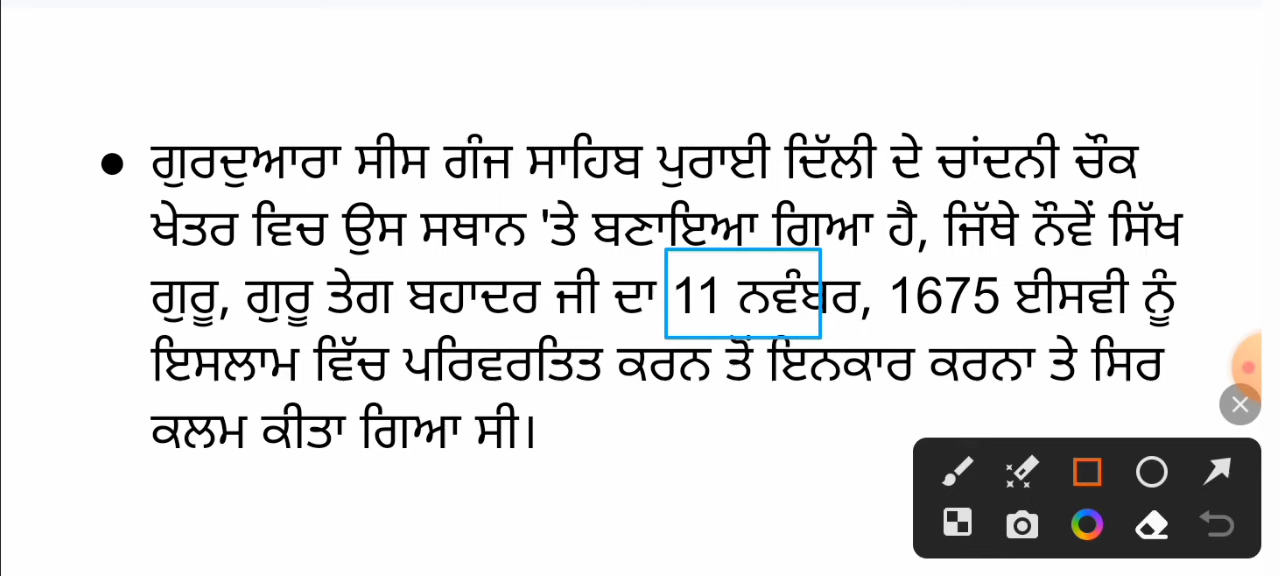 ● ਗੁਰਦੁਆਰਾ ਸੀਸ ਗੰਜ ਸਾਹਿਬ ਪੁਰਾਈ ਦਿੱਲੀ ਦੇ ਚਾਂਦਨੀ ਚੌਕ
ਖੇਤਰ ਵਿਚ ਉਸ ਸਥਾਨ 'ਤੇ ਬਣਾਇਆ ਗਿਆ ਹੈ, ਜਿੱਥੇ ਨੌਵੇਂ ਸਿੱਖ
ਗੁਰੂ, ਗੁਰੂ ਤੇਗ ਬਹਾਦਰ ਜੀ ਦਾ 11 ਨਵੰਬਰ, 1675 ਈਸਵੀ ਨੂੰ
ਇਸਲਾਮ ਵਿੱਚ ਪਰਿਵਰਤਿਤ ਕਰਨ ਤੋਂ ਇਨਕਾਰ ਕਰਨਾ ਤੇ ਸਿਰ
ਕਲਮ ਕੀਤਾ ਗਿਆ ਸੀ।